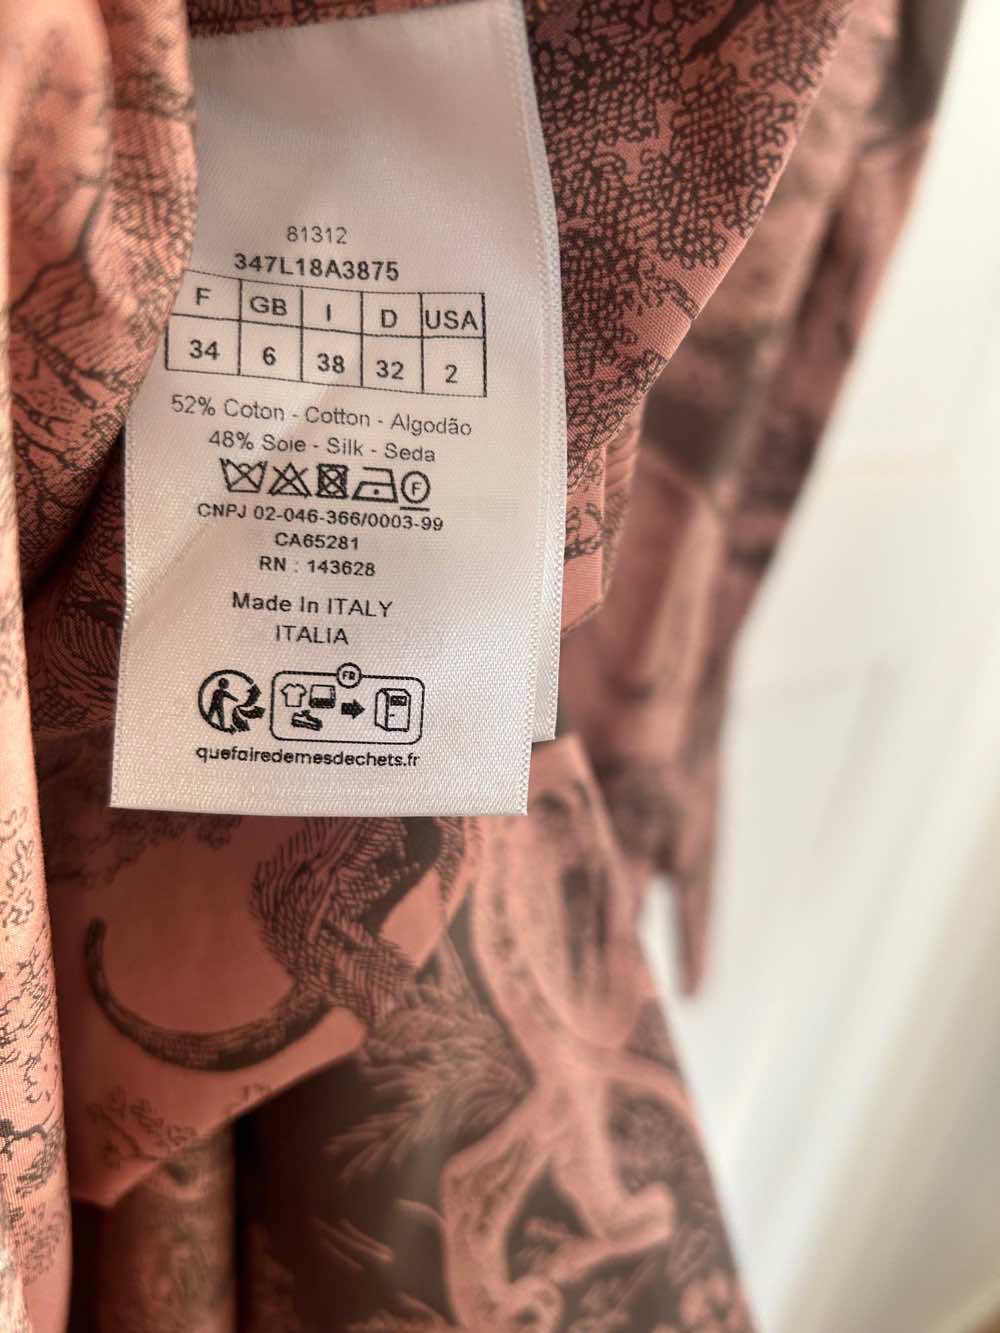 81312
347L18A3875
F GB I D USA
34 6 38 32 2
52% Coton - Cotton - Algodão
48% Soie - Silk - Seda
F
CNPJ 02-046-366/0003-99
CA65281
RN : 143628
Made In ITALY
ITALIA
FR
quefairedemesdechets.fr